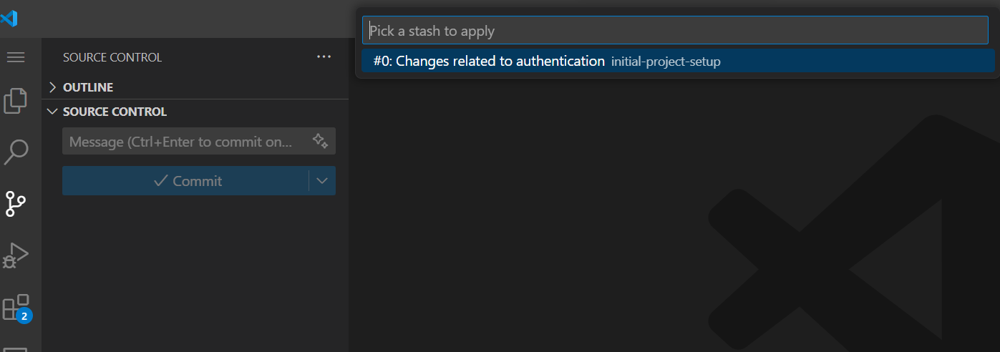 Pick a stash to apply
#0: Changes related to authentication initial-project-setup
SOURCE CONTROL
OUTLINE
SOURCE CONTROL
Message (Ctrl+Enter to commit on...
Commit
2